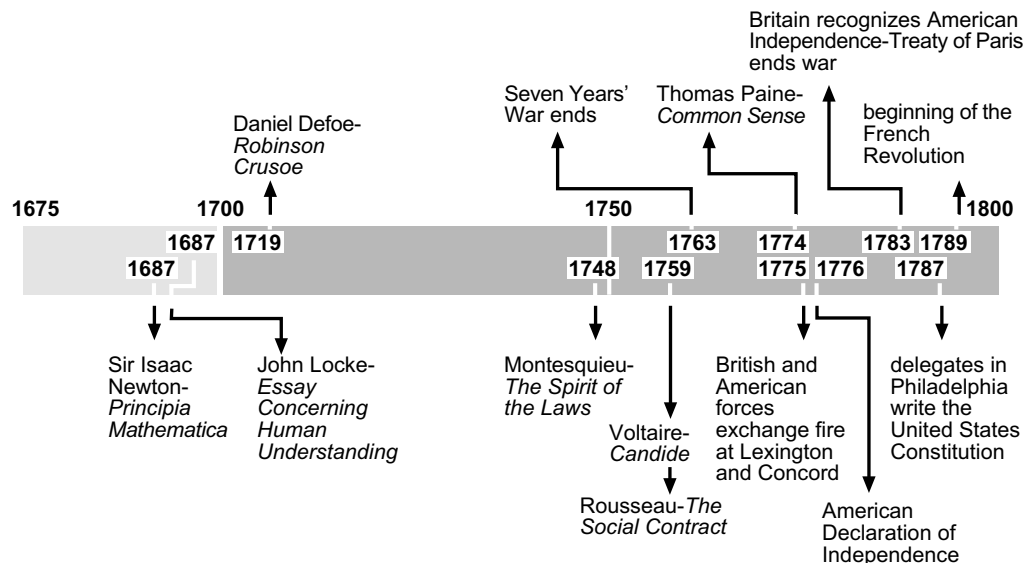 Britain recognizes American
Independence-Treaty of Paris
ends war
Seven Years'
War ends
Thomas Paine-
Common Sense
beginning of the
French
Revolution
Daniel Defoe-
Robinson
Crusoe
1675
1700
1750
1800
1687
1719
1763
1774
1783
1789
1687
1748
1759
1775
1776
1787
Sir Isaac
Newton-
Principia
Mathematica
John Locke-
Essay
Concerning
Human
Understanding
Montesquieu-
The Spirit of
the Laws
Voltaire-
Candide
Rousseau-The
Social Contract
British and
American
forces
exchange fire
at Lexington
and Concord
American
Declaration of
Independence
delegates in
Philadelphia
write the
United States
Constitution